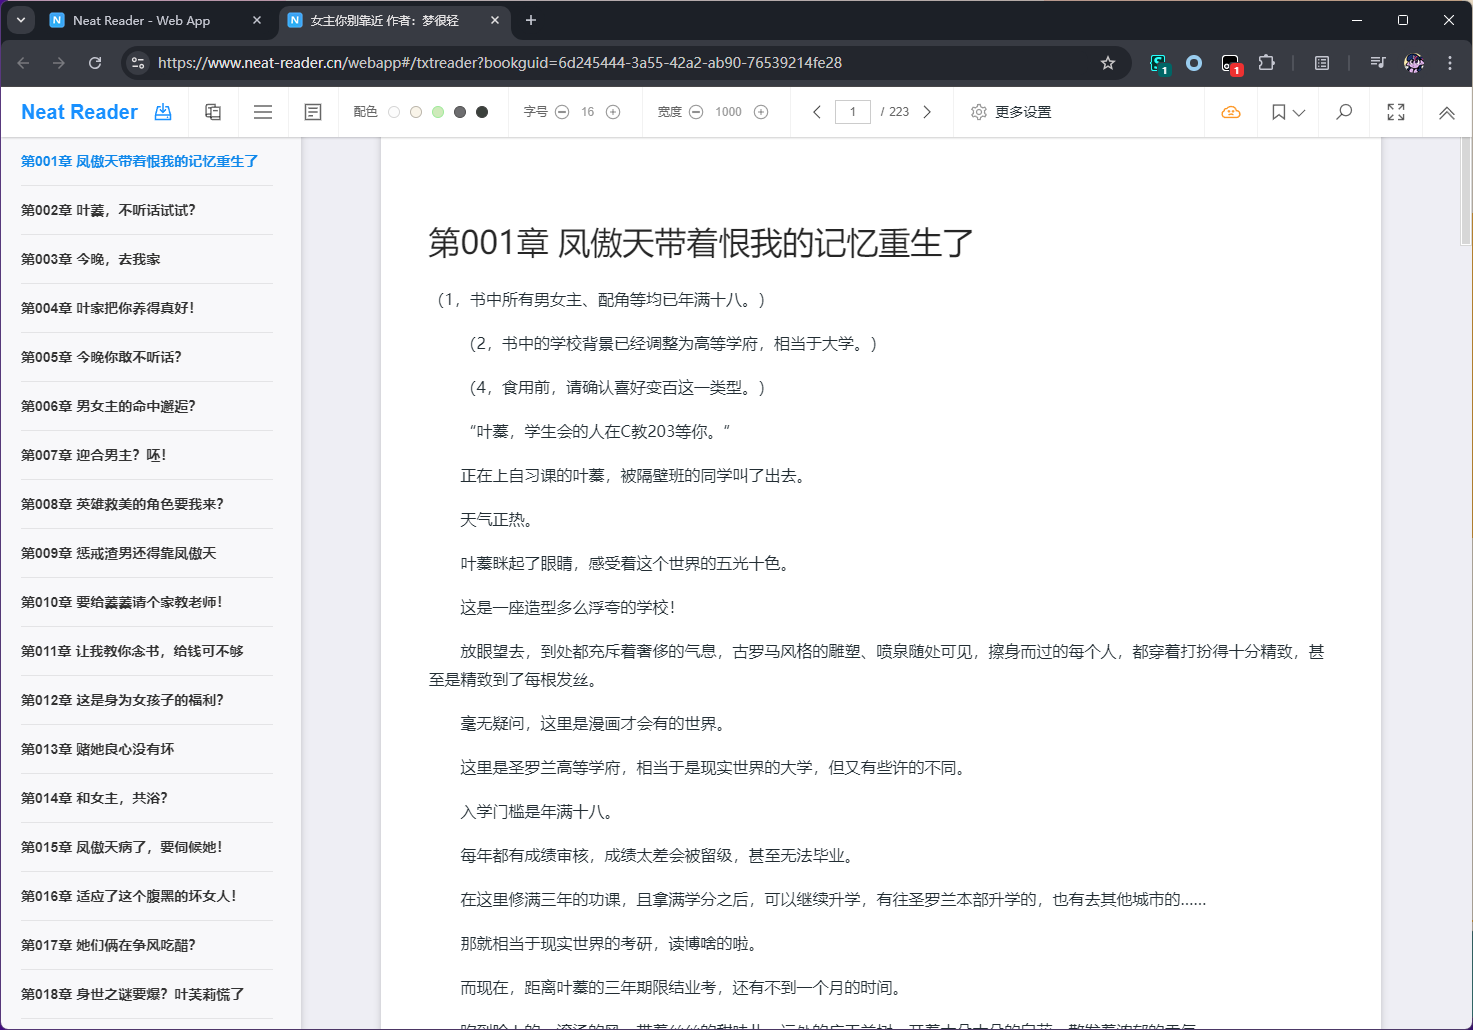 Neat Reader - Web App
女主你别靠近 作者：梦很轻
https://www.neat-reader.cn/webapp#/txtreader?bookguid=6d245444-3a55-42a2-ab90-76539214fe28
1
1
Neat Reader
配色
字号 16
宽度 1000
1 / 223
更多设置
第001章 凤傲天带着恨我的记忆重生了
第002章 叶蓁，不听话试试？
第003章 今晚，去我家
第004章 叶家把你养得真好！
第005章 今晚你敢不听话？
第006章 男女主的命中邂逅？
第007章 迎合男主？呸！
第008章 英雄救美的角色要我来？
第009章 惩戒渣男还得靠凤傲天
第010章 要给蓁蓁请个家教老师！
第011章 让我教你念书，给钱可不够
第012章 这是身为女孩子的福利？
第013章 赌她良心没有坏
第014章 和女主，共浴？
第015章 凤傲天病了，要伺候她！
第016章 适应了这个腹黑的坏女人！
第017章 她们俩在争风吃醋？
第018章 身世之谜要爆？叶芙莉慌了
第001章 凤傲天带着恨我的记忆重生了
（1，书中所有男女主、配角等均已年满十八。）
（2，书中的学校背景已经调整为高等学府，相当于大学。）
（4，食用前，请确认喜好变百这一类型。）
“叶蓁，学生会的人在C教203等你。”
正在上自习课的叶蓁，被隔壁班的同学叫了出去。
天气正热。
叶蓁眯起了眼睛，感受着这个世界的五光十色。
这是一座造型多么浮夸的学校！
放眼望去，到处都充斥着奢侈的气息，古罗马风格的雕塑、喷泉随处可见，擦身而过的每个人，都穿着打扮得十分精致，甚
至是精致到了每根发丝。
毫无疑问，这里是漫画才会有的世界。
这里是圣罗兰高等学府，相当于是现实世界的大学，但又有些许的不同。
入学门槛是年满十八。
每年都有成绩审核，成绩太差会被留级，甚至无法毕业。
在这里修满三年的功课，且拿满学分之后，可以继续升学，有往圣罗兰本部升学的，也有去其他城市的……
那就相当于现实世界的考研，读博啥的啦。
而现在，距离叶蓁的三年期限结业考，还有不到一个月的时间。